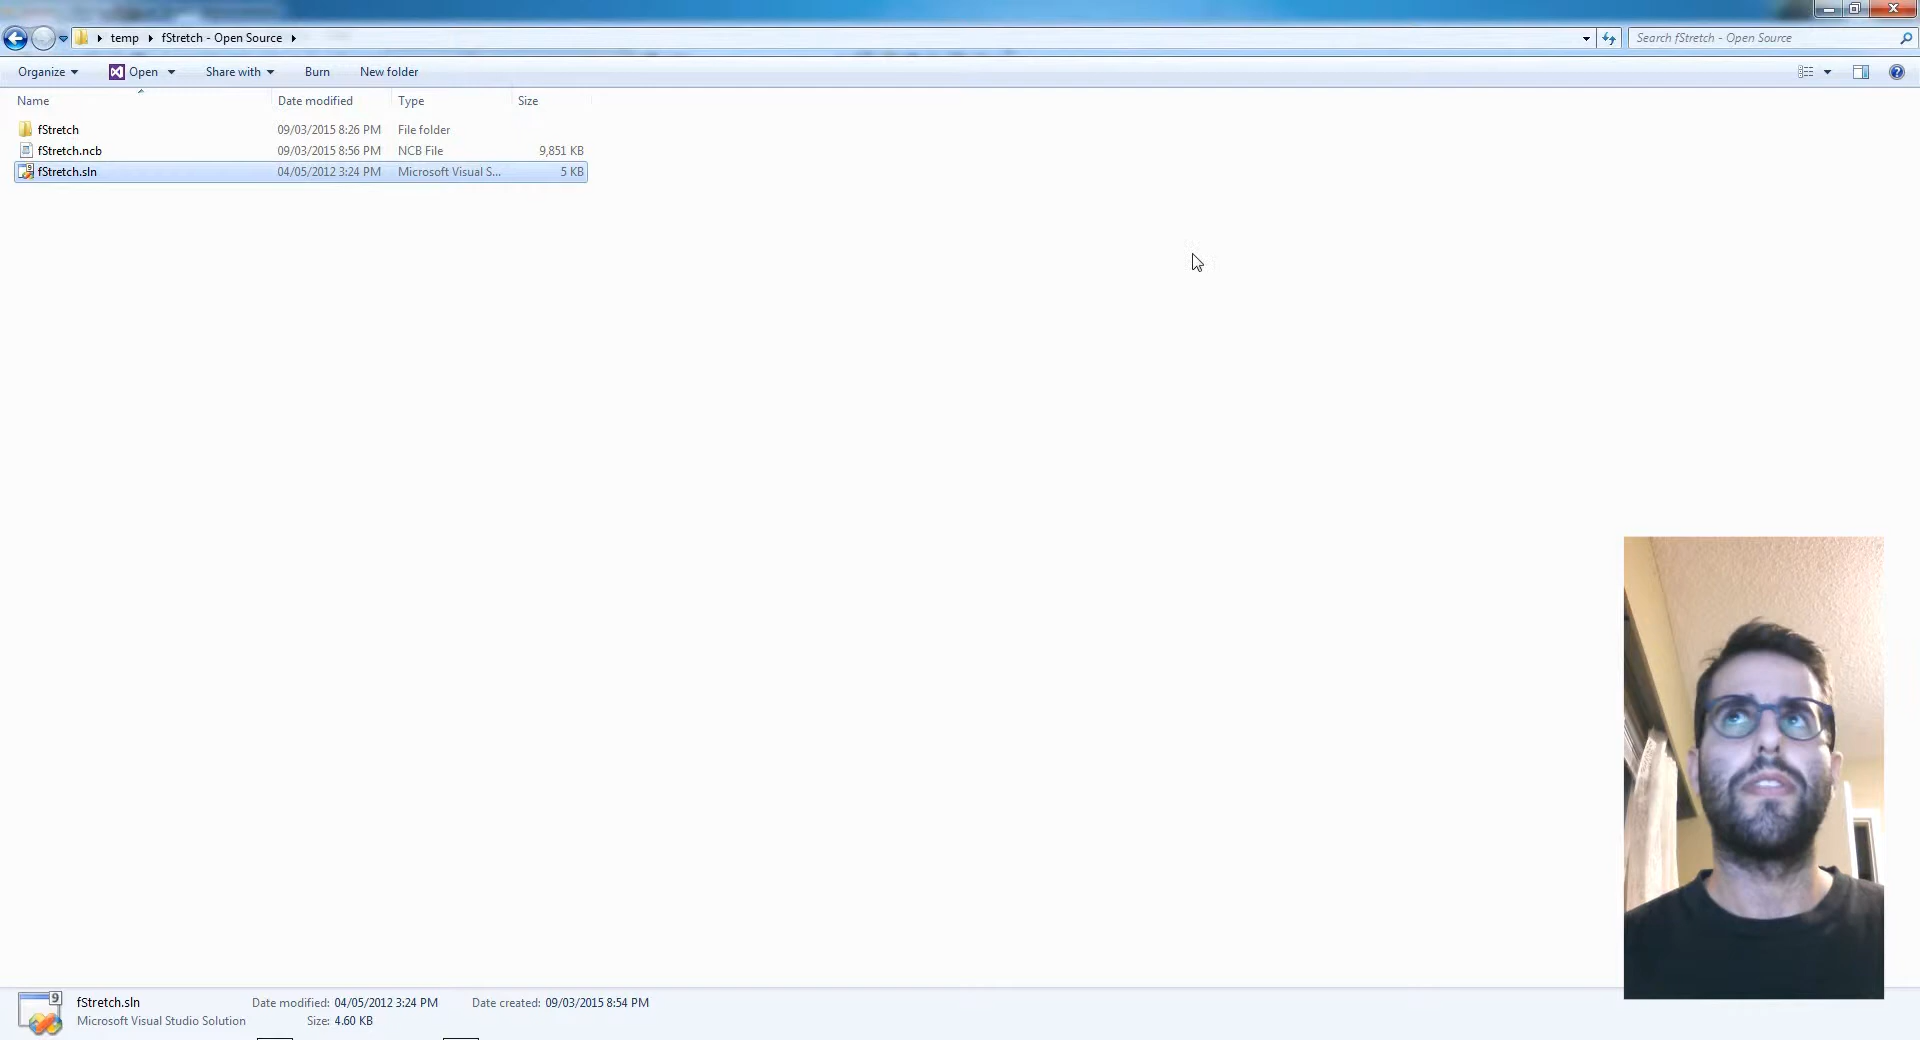 temp fStretch - Open Source
Search fStretch - Open Source
Organize Open Share with Burn New folder
Name Date modified Type Size
fStretch 09/03/2015 8:26 PM File folder
fStretch.ncb 09/03/2015 8:56 PM NCB File 9,851 KB
fStretch.sln 04/05/2012 3:24 PM Microsoft Visual S... 5 KB
9
fStretch.sln Date modified: 04/05/2012 3:24 PM Date created: 09/03/2015 8:54 PM
Microsoft Visual Studio Solution Size: 4.60 KB